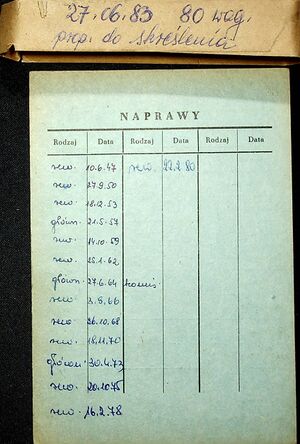 27.06.83 80 wag.
prop. do skreślenia
NAPRAWY
Rodzaj Data Rodzaj Data Rodzaj Data
rew. 10.6.47 rew. 22.2.80
rew. 27.9.50
rew. 18.12.53
główn. 21.5.57
rew. 14.10.59
rew. 25.1.62
główn. 27.6.64 komis
rew 3.9.66
rew 26.10.68
rew 18.11.70
główn. 30.4.73
rew. 20.10.75
rew. 16.2.78